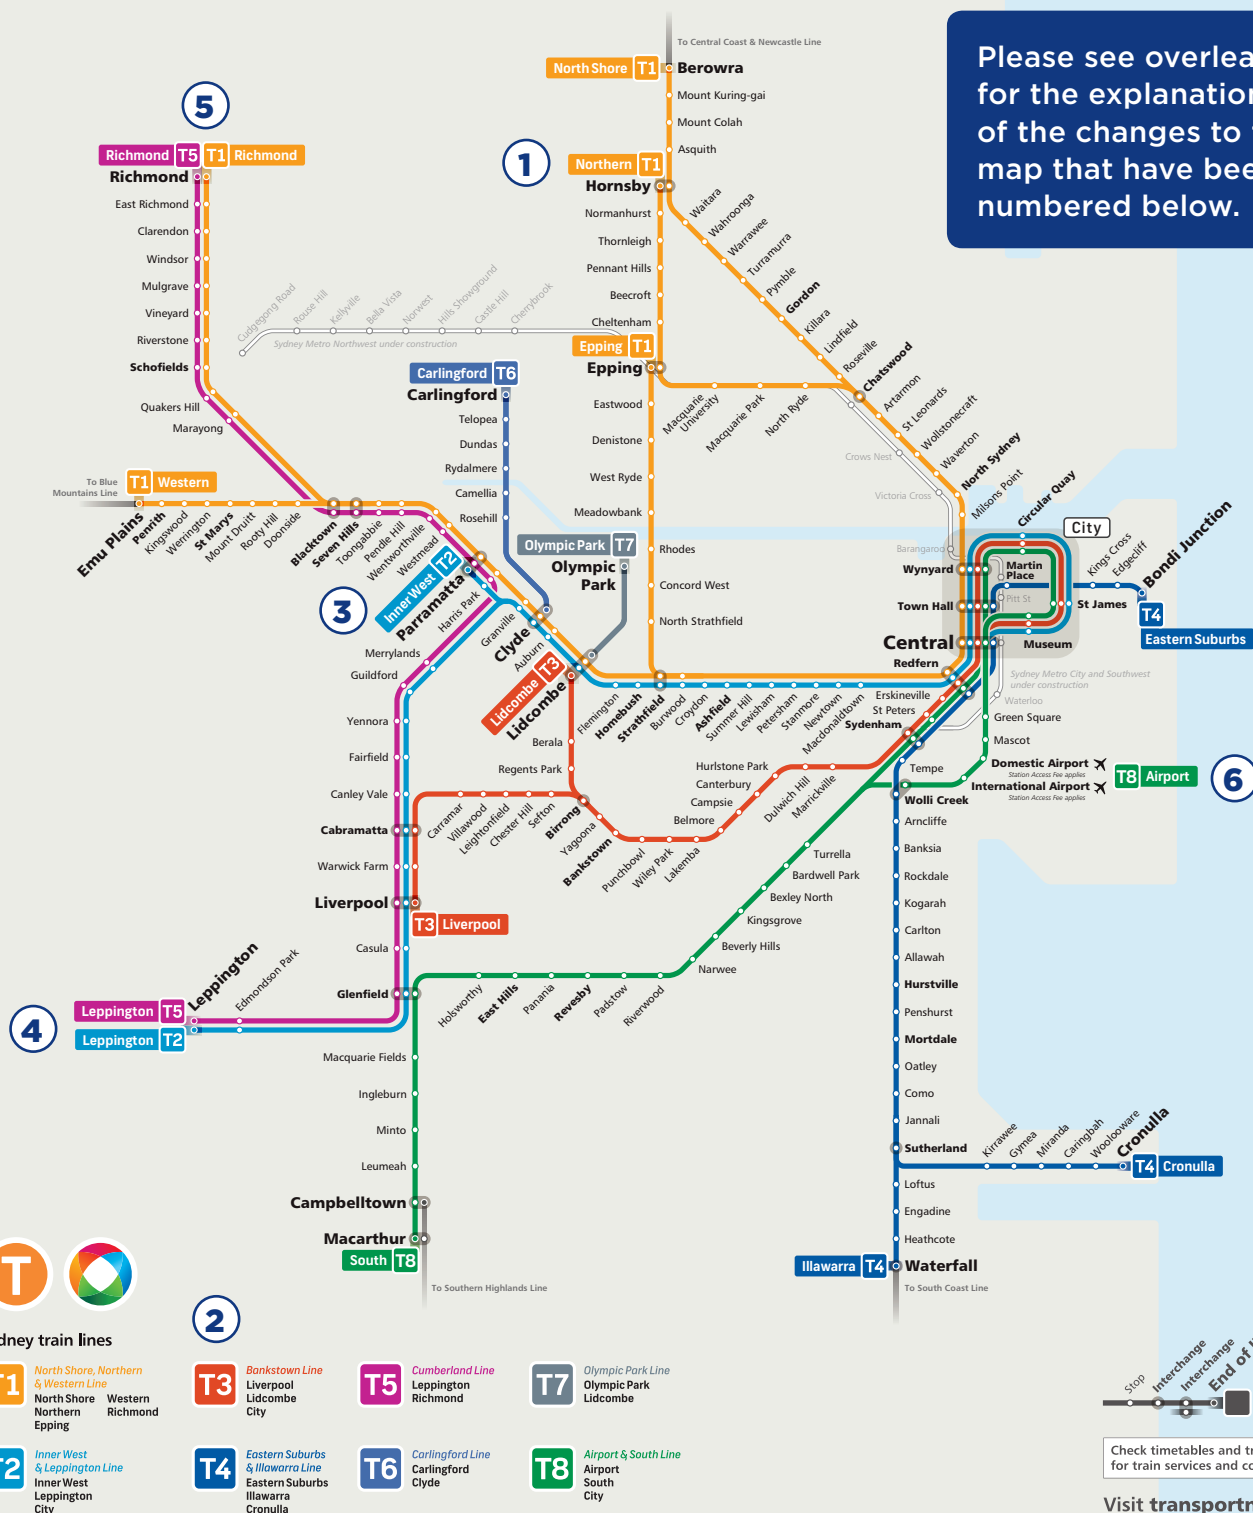 To Central Coast & Newcastle Line
North Shore T1
Berowra
Mount Kuring-gai
Mount Colah
Asquith
Please see
for the
of the changes to
map that have
numbered below.
5
1
Richmond T5
T1 Richmond
Richmond
East Richmond
Clarendon
Windsor
Mulgrave
Vineyard
Riverstone
Schofields
Quakers Hill
Marayong
Northern T1
Hornsby
Normanhurst
Thornleigh
Pennant Hills
Beecroft
Cheltenham
Epping T1
Epping
Waitara
Wahroonga
Warrawee
Turramurra
Pymble
Gordon
Killara
Lindfield
Roseville
Chatswood
Artarmon
St Leonards
Wollstonecraft
Waverton
North Sydney
Milsons Point
Cudgegong Road
Rouse Hill
Kellyville
Bella Vista
Norwest
Hills Showground
Castle Hill
Cherrybrook
Sydney Metro Northwest under construction
Macquarie
University
Macquarie Park
North Ryde
Crows Nest
Victoria Cross
Barangaroo
Carlingford T6
Carlingford
Telopea
Dundas
Rydalmere
Camellia
Rosehill
Eastwood
Denistone
West Ryde
Meadowbank
Rhodes
Concord West
North Strathfield
Olympic Park T7
Olympic
Park
To Blue
Mountains Line
T1 Western
Emu Plains
Penrith
Kingswood
Werrington
St Marys
Mount Druitt
Rooty Hill
Doonside
Blacktown
Seven Hills
Toongabbie
Pendle Hill
Wentworthville
Westmead
3
Inner West T2
Parramatta
Harris Park
Granville
Clyde
Auburn
Lidcombe T3
Lidcombe
Flemington
Homebush
Strathfield
Burwood
Croydon
Ashfield
Summer Hill
Lewisham
Petersham
Stanmore
Newtown
Macdonaldtown
Circular Quay
City
Wynyard
Martin
Place
Pitt St
Town Hall
St James
Central
Museum
Redfern
Kings Cross
Edgecliff
Bondi Junction
T4
Eastern Suburbs
Sydney Metro City and Southwest
under construction
Waterloo
Erskineville
St Peters
Sydenham
Green Square
Mascot
Domestic Airport
Station Access Fee applies
International Airport
Station Access Fee applies
T8 Airport
6
Tempe
Wolli Creek
Merrylands
Guildford
Yennora
Fairfield
Canley Vale
Cabramatta
Warwick Farm
Liverpool
T3 Liverpool
Casula
Glenfield
Berala
Regents Park
Carramar
Villawood
Leightonfield
Chester Hill
Sefton
Birrong
Yagoona
Bankstown
Punchbowl
Wiley Park
Lakemba
Belmore
Campsie
Canterbury
Hurlstone Park
Dulwich Hill
Marrickville
Turrella
Bardwell Park
Bexley North
Kingsgrove
Beverly Hills
Narwee
Riverwood
Padstow
Revesby
Panania
East Hills
Holsworthy
Arncliffe
Banksia
Rockdale
Kogarah
Carlton
Allawah
Hurstville
Penshurst
Mortdale
Oatley
Como
Jannali
Sutherland
Kirrawee
Gymea
Miranda
Caringbah
Woolooware
Cronulla
T4 Cronulla
Loftus
Engadine
Heathcote
Illawarra T4
Waterfall
To South Coast Line
4
Leppington T5
Leppington T2
Leppington
Edmondson Park
Macquarie Fields
Ingleburn
Minto
Leumeah
Campbelltown
Macarthur
South T8
To Southern Highlands Line
T
2
train lines
T1
North Shore, Northern
& Western Line
North Shore Western
Northern Richmond
Epping
T2
Inner West
& Leppington Line
Inner West
Leppington
City
T3
Bankstown Line
Liverpool
Lidcombe
City
T4
Eastern Suburbs
& Illawarra Line
Eastern Suburbs
Illawarra
Cronulla
T5
Cumberland Line
Leppington
Richmond
T6
Carlingford Line
Carlingford
Clyde
T7
Olympic Park Line
Olympic Park
Lidcombe
T8
Airport & South Line
Airport
South
City
Stop
Interchange
Interchange
End of
Check timetables and
for train services and
Visit